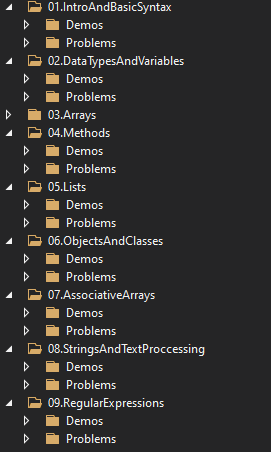 01.IntroAndBasicSyntax
Demos
Problems
02.DataTypesAndVariables
Demos
Problems
03.Arrays
04.Methods
Demos
Problems
05.Lists
Demos
Problems
06.ObjectsAndClasses
Demos
Problems
07.AssociativeArrays
Demos
Problems
08.StringsAndTextProccessing
Demos
Problems
09.RegularExpressions
Demos
Problems